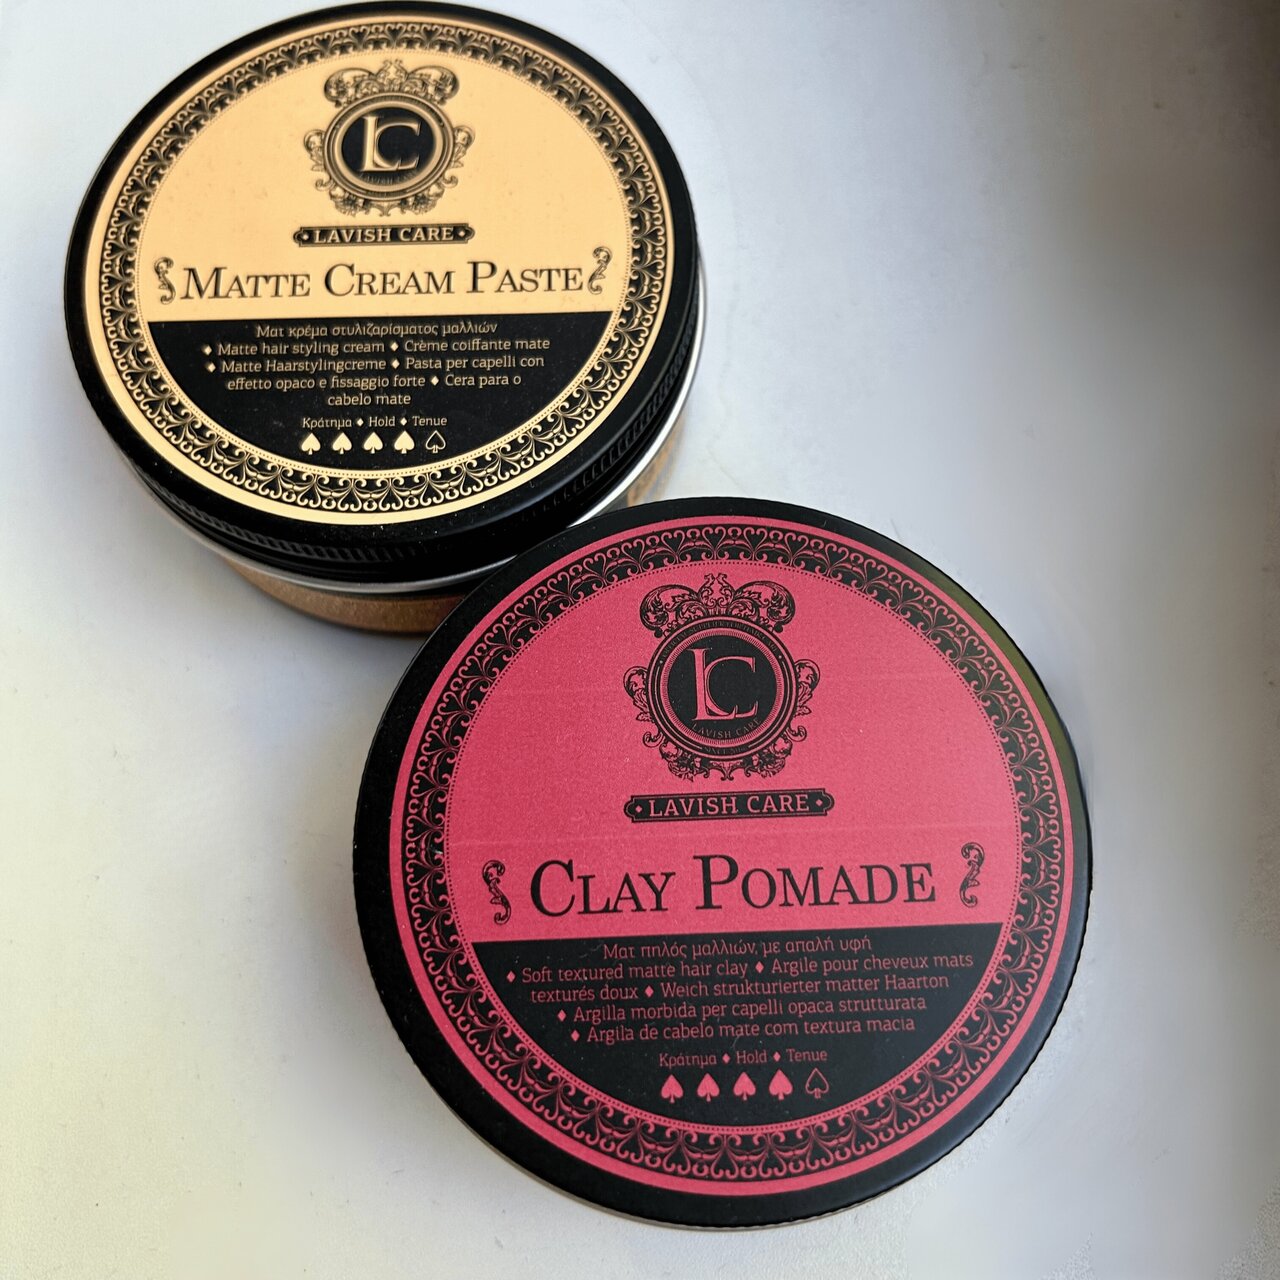 LC
LAVISH CARE
LAVISH CARE
MATTE CREAM PASTE
Ματ κρέμα στυλιζαρίσματος μαλλιών
♦ Matte hair styling cream ♦ Crème coiffante mate
♦ Matte Haarstylingcreme ♦ Pasta per capelli con
effetto opaco e fissaggio forte ♦ Cera para o
cabelo mate
Κράτημα ♦ Hold ♦ Tenue
LC
LAVISH CARE
LAVISH CARE
CLAY POMADE
Ματ πηλός μαλλιών, με απαλή υφή
♦ Soft textured matte hair clay ♦ Argile pour cheveux mats
texturés doux ♦ Weich strukturierter matter Haarton
♦ Argilla morbida per capelli opaca strutturata
♦ Argila de cabelo mate com textura macia
Κράτημα ♦ Hold ♦ Tenue